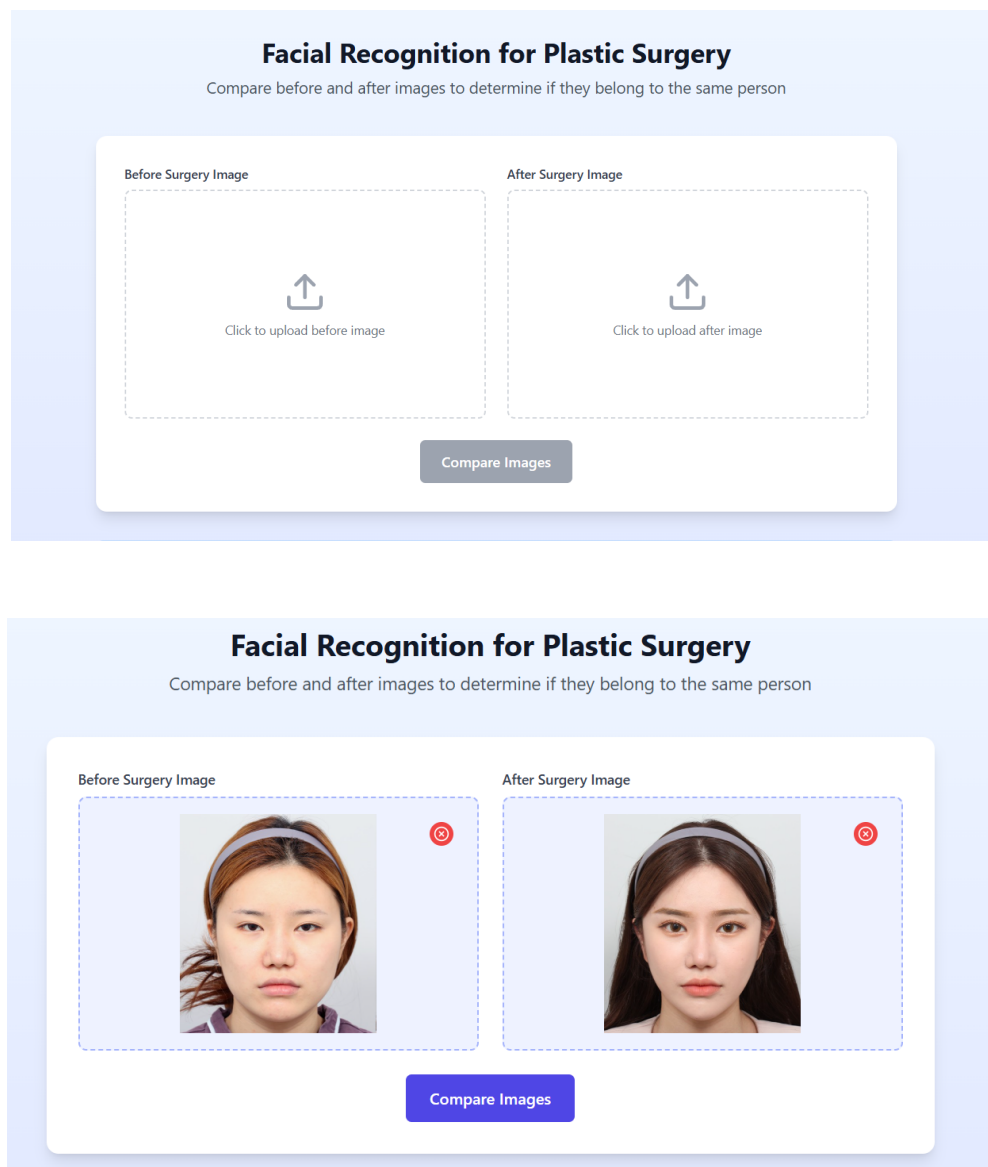 Facial Recognition for Plastic Surgery
Compare before and after images to determine if they belong to the same person
Before Surgery Image
After Surgery Image
Click to upload before image
Click to upload after image
Compare Images
Facial Recognition for Plastic Surgery
Compare before and after images to determine if they belong to the same person
Before Surgery Image
After Surgery Image
Compare Images